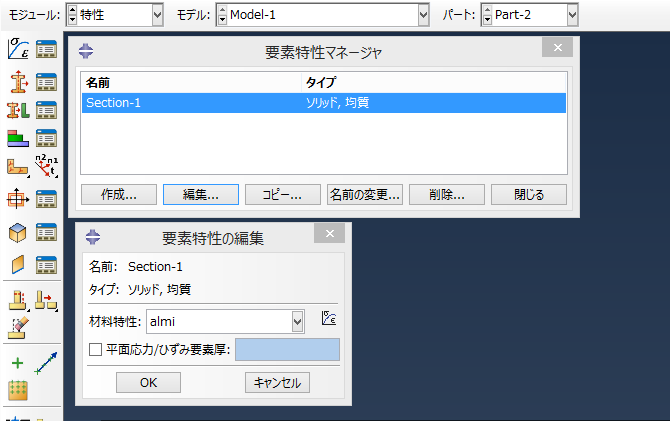 モジュール: 特性 モデル: Model-1 パート: Part-2
要素特性マネージャ
名前 タイプ
Section-1 ソリッド, 均質
作成... 編集... コピー... 名前の変更... 削除... 閉じる
要素特性の編集
名前: Section-1
タイプ: ソリッド, 均質
材料特性: almi
平面応力/ひずみ要素厚:
OK キャンセル
σ
ε
n2 n1
t
σ
ε